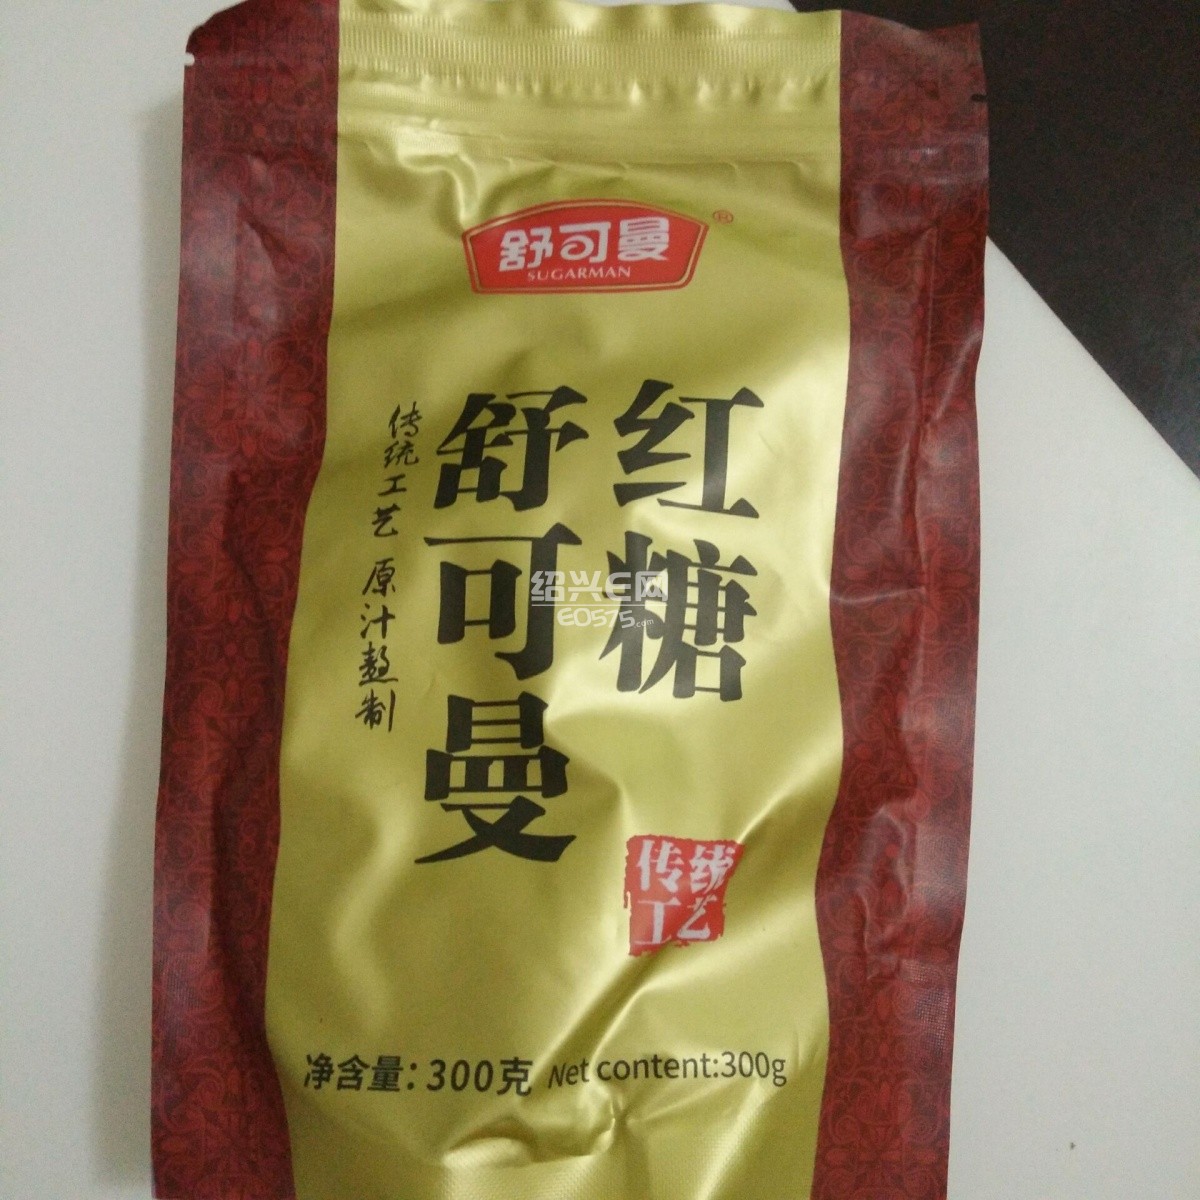 舒可曼®
SUGARMAN
红糖
舒可曼
传统工艺 原汁熬制
绍兴E网
E0575.com
传统
工艺
净含量：300克 Net content:300g